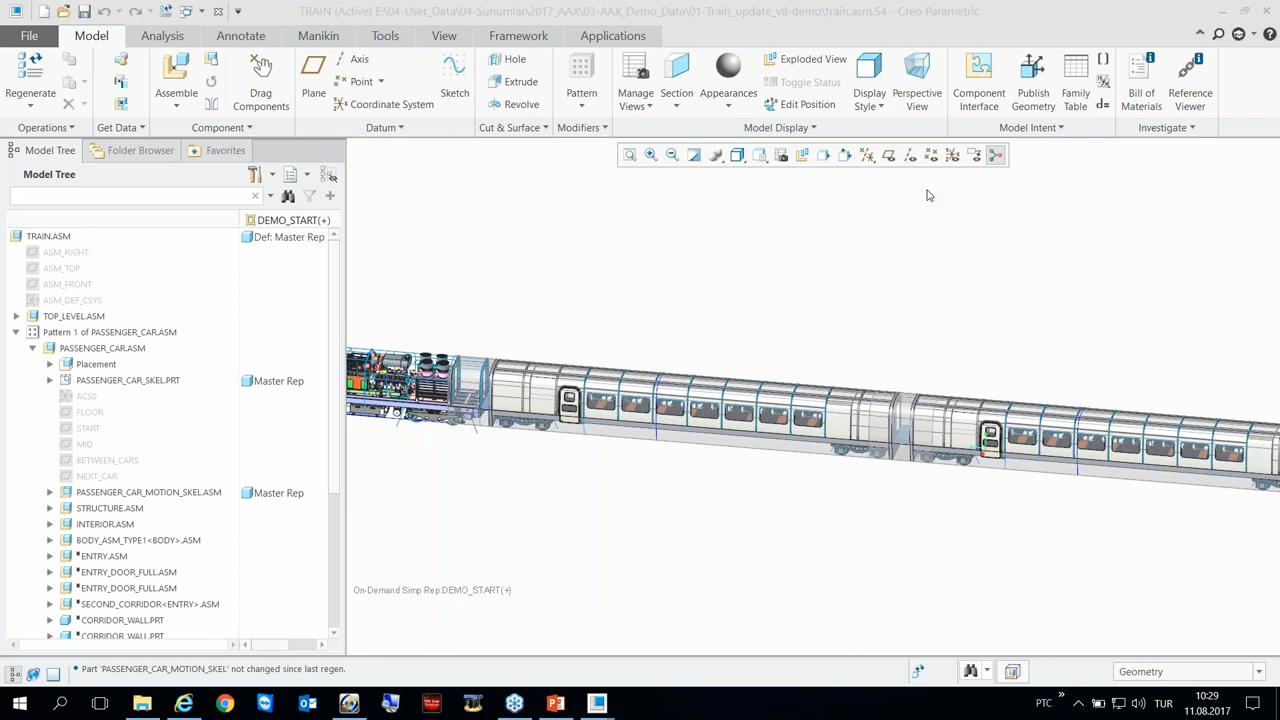 TRAIN (Active) E:\04-User_Data\04-Sunumlar\2017_AAX\03-AAX_Demo_Data\01-Train_update_v8-demo\train.asm.54 - Creo Parametric
File Model Analysis Annotate Manikin Tools View Framework Applications
Regenerate
Operations
Get Data
Assemble
Drag Components
Component
Plane
Axis
Point
Coordinate System
Sketch
Datum
Hole
Extrude
Revolve
Cut & Surface
Pattern
Modifiers
Manage Views
Section
Appearances
Exploded View
Toggle Status
Edit Position
Display Style
Perspective View
Model Display
Component Interface
Publish Geometry
Family Table
Model Intent
Bill of Materials
Reference Viewer
Investigate
Model Tree Folder Browser Favorites
Model Tree
DEMO_START(+)
TRAIN.ASM Def: Master Rep
ASM_RIGHT
ASM_TOP
ASM_FRONT
ASM_DEF_CSYS
TOP_LEVEL.ASM
Pattern 1 of PASSENGER_CAR.ASM
PASSENGER_CAR.ASM
Placement
PASSENGER_CAR_SKEL.PRT Master Rep
ACS0
FLOOR
START
MID
BETWEEN_CARS
NEXT_CAR
PASSENGER_CAR_MOTION_SKEL.ASM Master Rep
STRUCTURE.ASM
INTERIOR.ASM
BODY_ASM_TYPE1<BODY>.ASM
ENTRY.ASM
ENTRY_DOOR_FULL.ASM
ENTRY_DOOR_FULL.ASM
SECOND_CORRIDOR<ENTRY>.ASM
CORRIDOR_WALL.PRT
CORRIDOR_WALL.PRT
On-Demand Simp Rep:DEMO_START(+)
• Part 'PASSENGER_CAR_MOTION_SKEL' not changed since last regen.
Geometry
PTC
TUR
10:29
11.08.2017